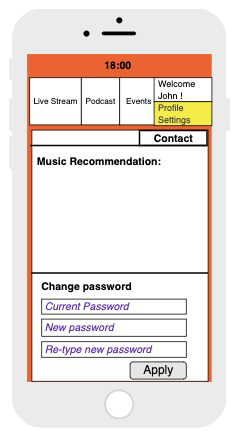 18:00
Live Stream
Podcast
Events
Welcome
John !
Profile
Settings
Contact
Music Recommendation:
Change password
Current Password
New password
Re-type new password
Apply